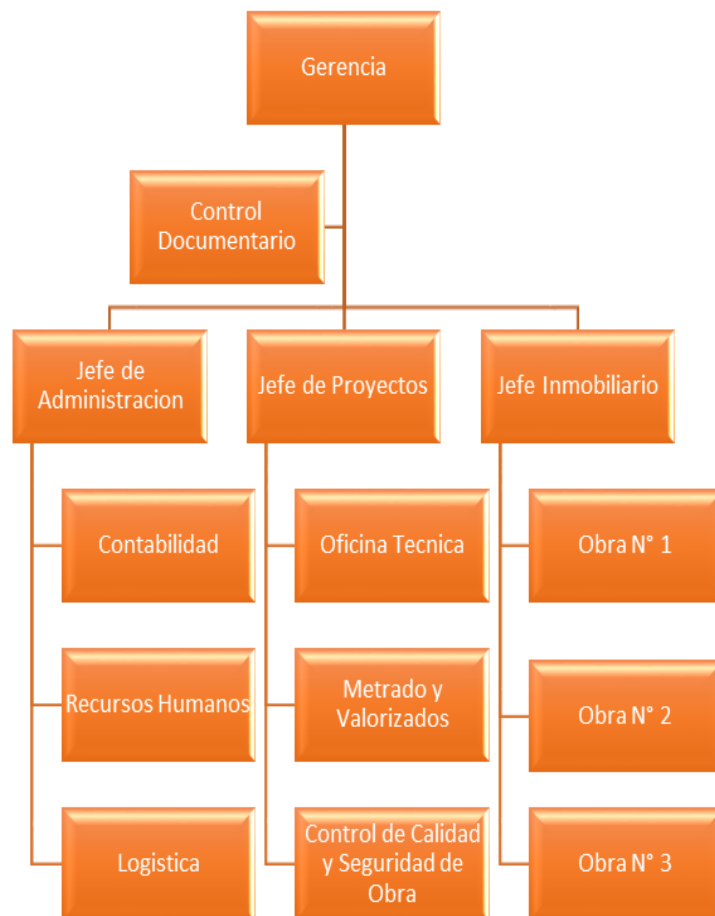 Gerencia
Control
Documentario
Jefe de
Administracion
Jefe de Proyectos
Jefe Inmobiliario
Contabilidad
Oficina Tecnica
Obra N° 1
Recursos Humanos
Metrado y
Valorizados
Obra N° 2
Logistica
Control de Calidad
y Seguridad de
Obra
Obra N° 3